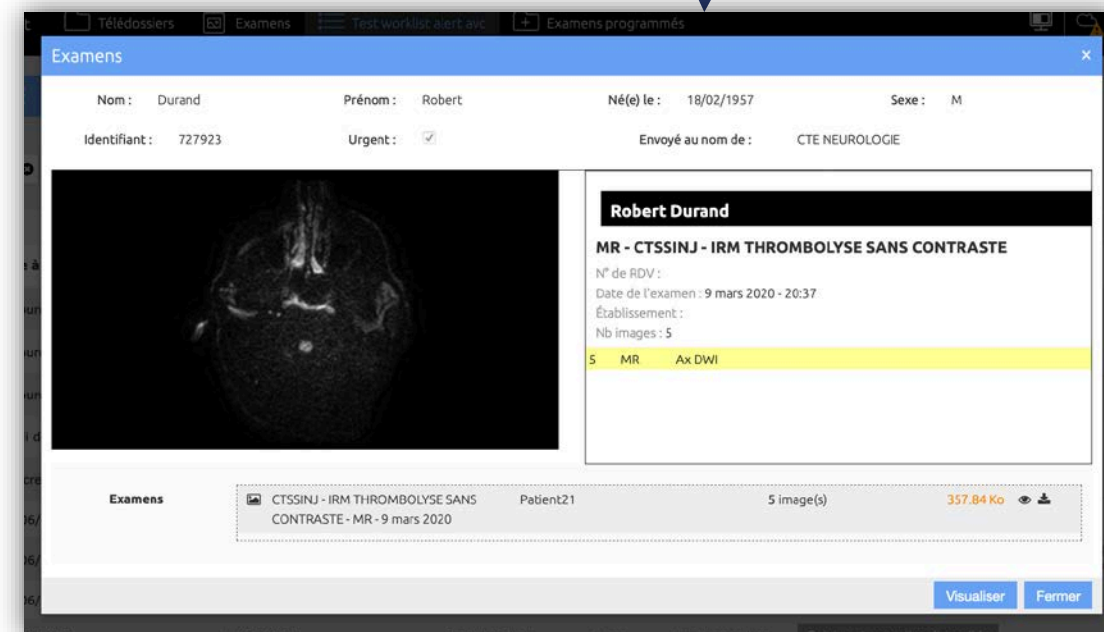 Télédossiers Examens Test worklist alert avc Examens programmés
Examens ×
Nom : Durand Prénom : Robert Né(e) le : 18/02/1957 Sexe : M
Identifiant : 727923 Urgent : Envoyé au nom de : CTE NEUROLOGIE
Robert Durand
MR - CTSSINJ - IRM THROMBOLYSE SANS CONTRASTE
N° de RDV :
Date de l'examen : 9 mars 2020 - 20:37
Établissement :
Nb images : 5
5 MR Ax DWI
Examens CTSSINJ - IRM THROMBOLYSE SANS Patient21 5 image(s) 357.84 Ko
CONTRASTE - MR - 9 mars 2020
Visualiser Fermer